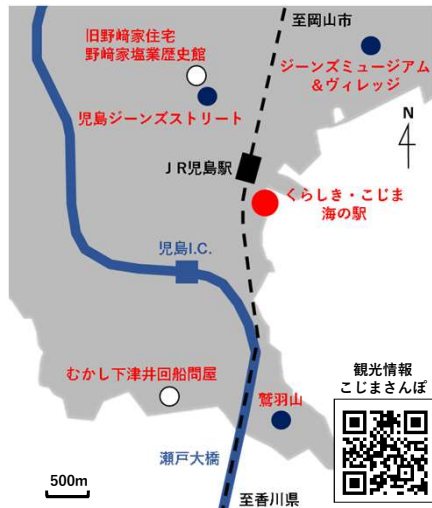 至岡山市
旧野﨑家住宅
野﨑家塩業歴史館
ジーンズミュージアム
&ヴィレッジ
児島ジーンズストリート
N
JR児島駅
くらしき・こじま
海の駅
児島I.C.
むかし下津井回船問屋
鷲羽山
観光情報
こじまさんぽ
瀬戸大橋
500m
至香川県